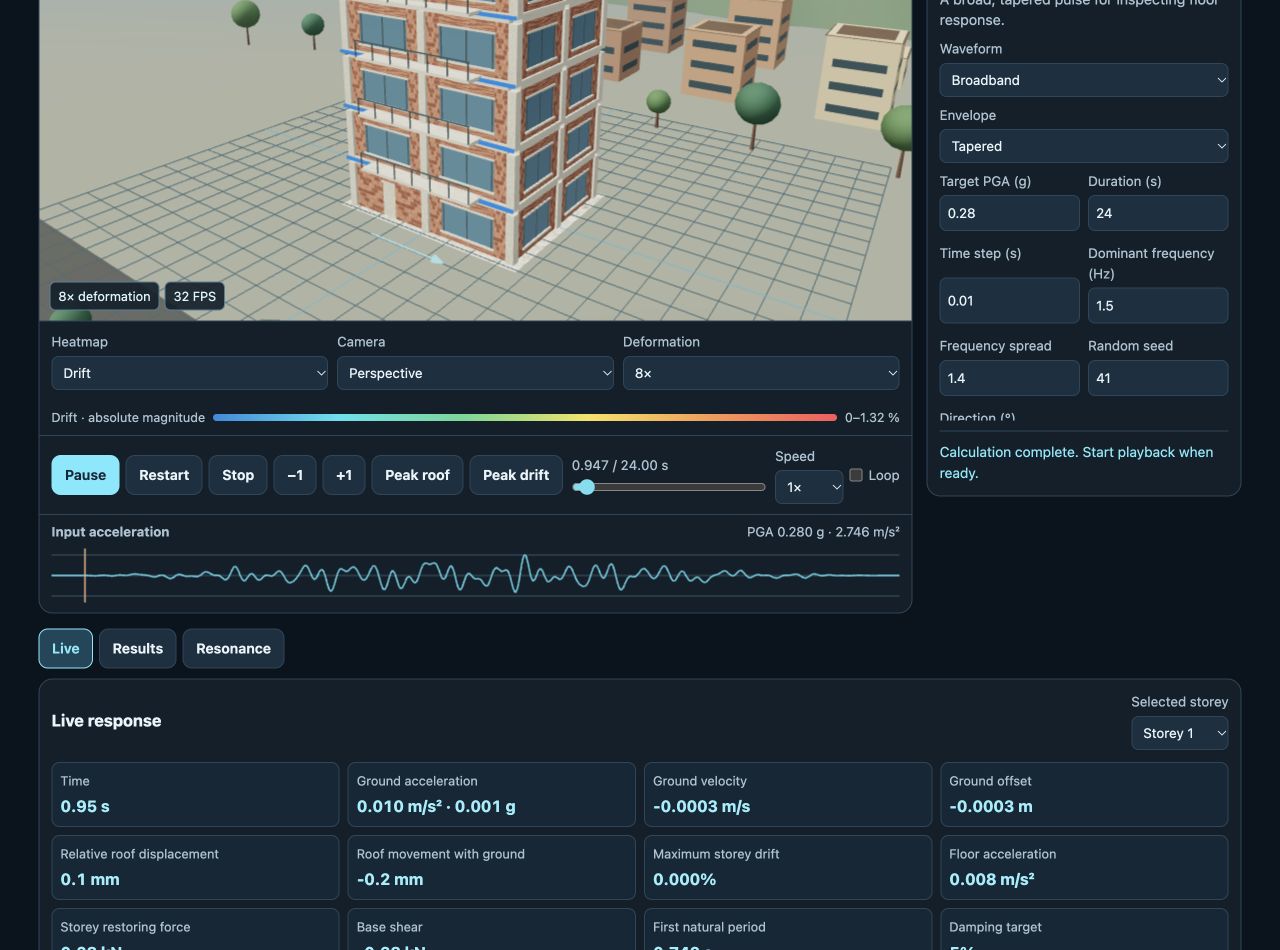 A broad, tapered pulse for inspecting floor
response.
Waveform
Broadband
Envelope
Tapered
Target PGA (g)
Duration (s)
0.28
24
Time step (s)
Dominant frequency
(Hz)
0.01
1.5
Frequency spread
Random seed
1.4
41
Direction (°)
Calculation complete. Start playback when
ready.
8× deformation
32 FPS
Heatmap
Camera
Deformation
Drift
Perspective
8×
Drift · absolute magnitude
0–1.32 %
Pause
Restart
Stop
−1
+1
Peak roof
Peak drift
0.947 / 24.00 s
Speed
1×
Loop
Input acceleration
PGA 0.280 g · 2.746 m/s²
Live
Results
Resonance
Live response
Selected storey
Storey 1
Time
0.95 s
Ground acceleration
0.010 m/s² · 0.001 g
Ground velocity
-0.0003 m/s
Ground offset
-0.0003 m
Relative roof displacement
0.1 mm
Roof movement with ground
-0.2 mm
Maximum storey drift
0.000%
Floor acceleration
0.008 m/s²
Storey restoring force
Base shear
First natural period
Damping target